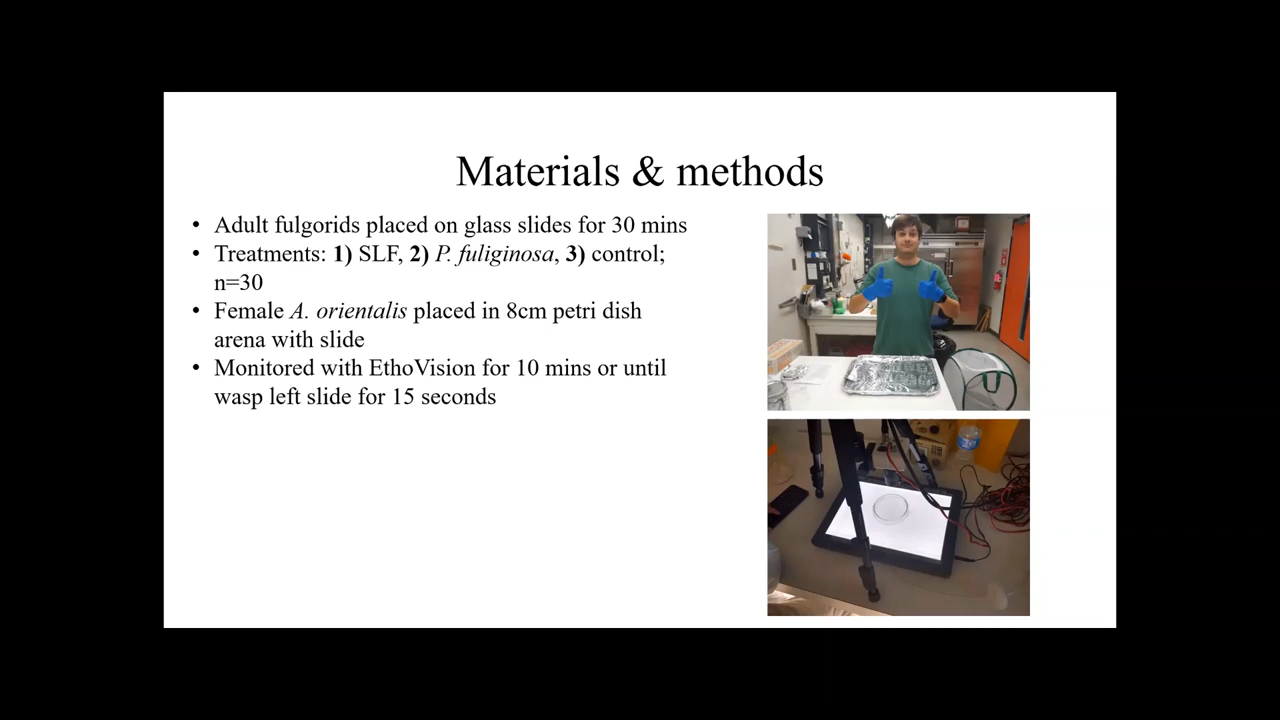 Materials & methods
• Adult fulgorids placed on glass slides for 30 mins
• Treatments: 1) SLF, 2) P. fuliginosa, 3) control;
n=30
• Female A. orientalis placed in 8cm petri dish
arena with slide
• Monitored with EthoVision for 10 mins or until
wasp left slide for 15 seconds